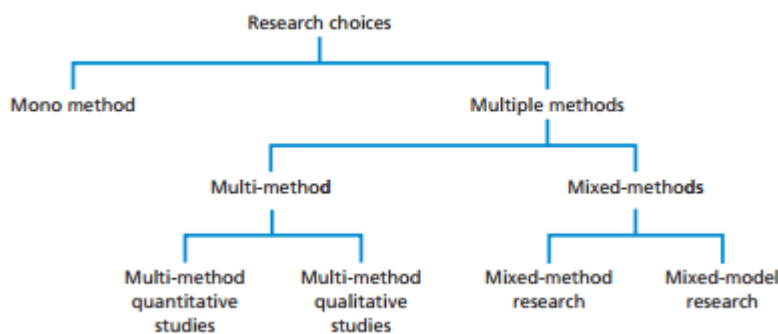 Research choices
Mono method
Multiple methods
Multi-method
Mixed-methods
Multi-method
quantitative
studies
Multi-method
qualitative
studies
Mixed-method
research
Mixed-model
research